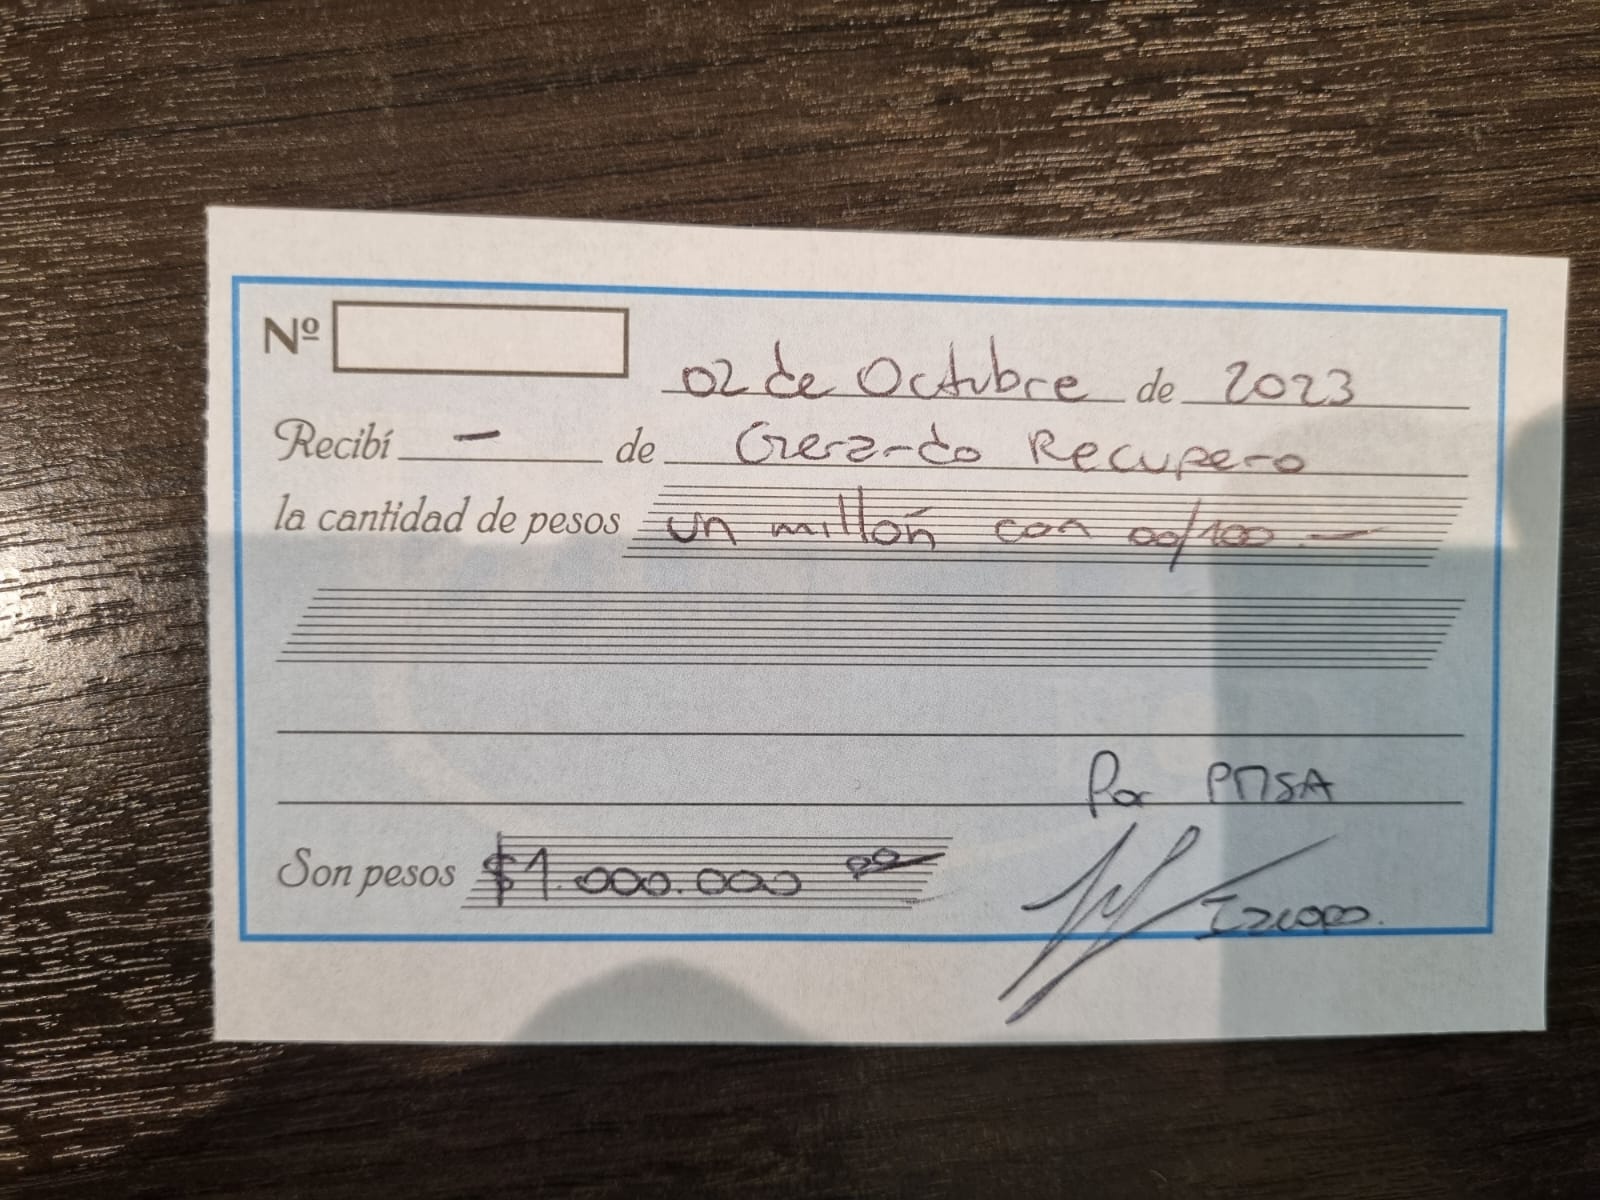 Nº
02 de Octubre de 2023
Recibí — de Gerardo Recupero
la cantidad de pesos un millón con 00/100.—
Por PMSA
Son pesos $1.000.000 00